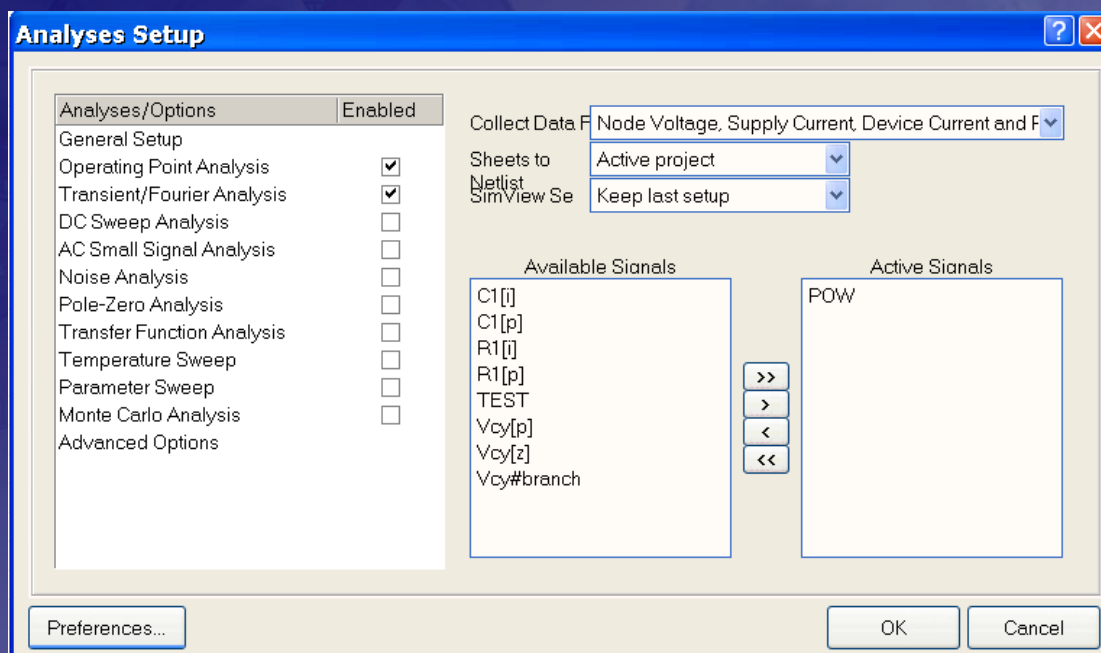 Analyses Setup
Analyses/Options Enabled
General Setup
Operating Point Analysis
Transient/Fourier Analysis
DC Sweep Analysis
AC Small Signal Analysis
Noise Analysis
Pole-Zero Analysis
Transfer Function Analysis
Temperature Sweep
Parameter Sweep
Monte Carlo Analysis
Advanced Options
Collect Data F Node Voltage, Supply Current, Device Current and F
Sheets to Active project
Netlist
SimView Se Keep last setup
Available Signals
C1[i]
C1[p]
R1[i]
R1[p]
TEST
Vcy[p]
Vcy[z]
Vcy#branch
>>
>
<
<<
Active Signals
POW
Preferences...
OK
Cancel